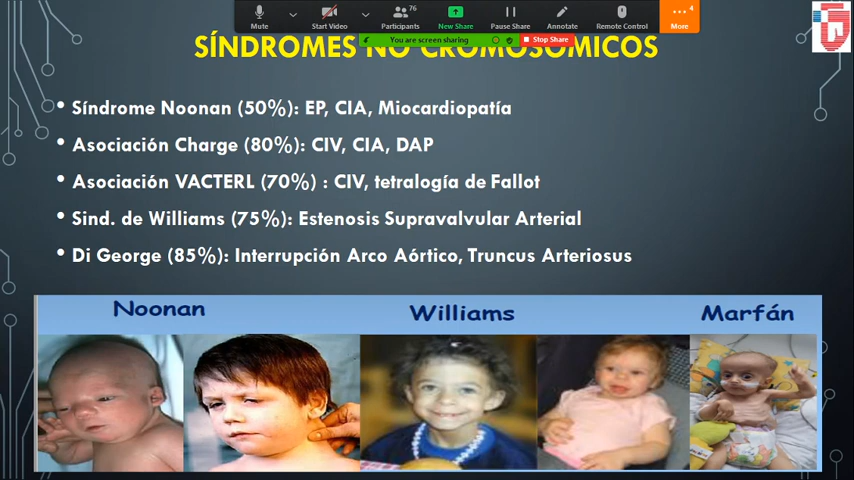 76
4
Mute
Start Video
Participants
New Share
Pause Share
Annotate
Remote Control
More
You are screen sharing
Stop Share
SÍNDROMES NO CROMOSÓMICOS
• Síndrome Noonan (50%): EP, CIA, Miocardiopatía
• Asociación Charge (80%): CIV, CIA, DAP
• Asociación VACTERL (70%) : CIV, tetralogía de Fallot
• Sind. de Williams (75%): Estenosis Supravalvular Arterial
• Di George (85%): Interrupción Arco Aórtico, Truncus Arteriosus
Noonan
Williams
Marfán